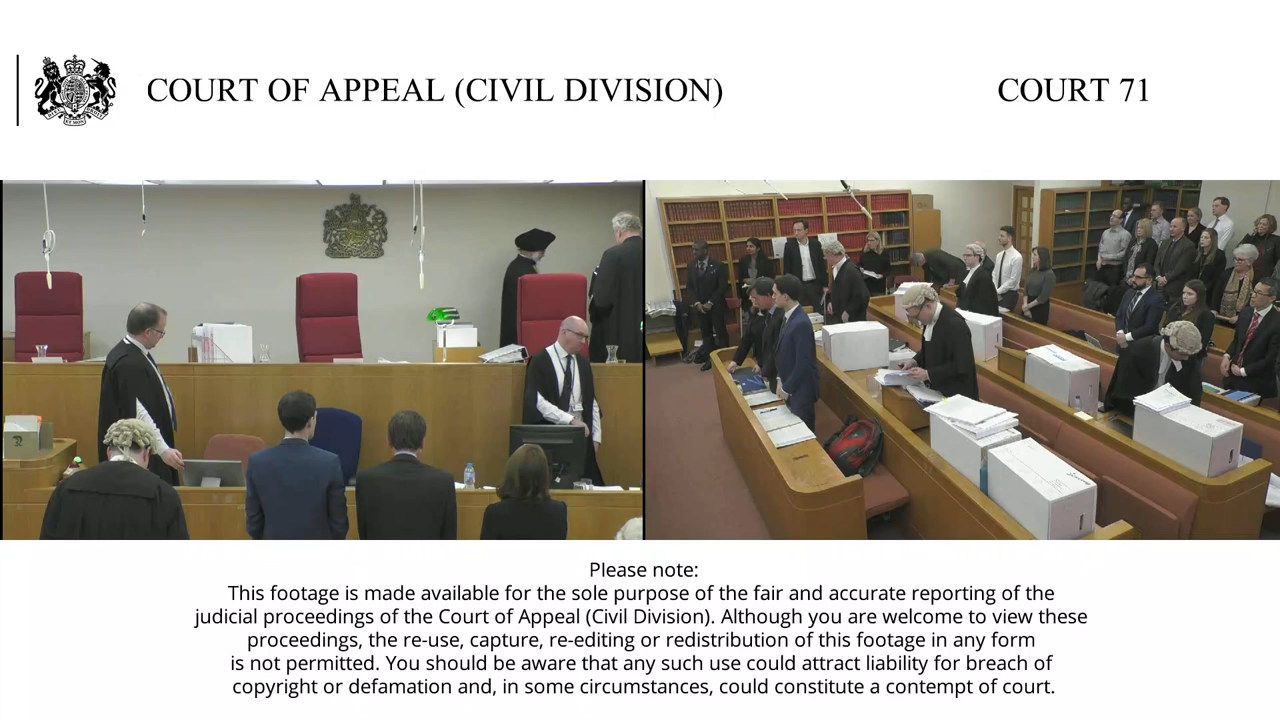 COURT OF APPEAL (CIVIL DIVISION)
COURT 71
Please note:
This footage is made available for the sole purpose of the fair and accurate reporting of the
judicial proceedings of the Court of Appeal (Civil Division). Although you are welcome to view these
proceedings, the re-use, capture, re-editing or redistribution of this footage in any form
is not permitted. You should be aware that any such use could attract liability for breach of
copyright or defamation and, in some circumstances, could constitute a contempt of court.